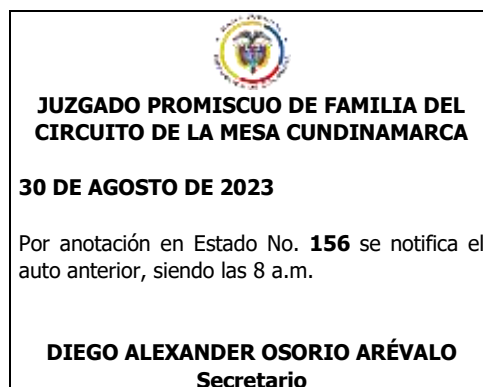 JUZGADO PROMISCUO DE FAMILIA DEL
CIRCUITO DE LA MESA CUNDINAMARCA
30 DE AGOSTO DE 2023
Por anotación en Estado No. 156 se notifica el
auto anterior, siendo las 8 a.m.
DIEGO ALEXANDER OSORIO ARÉVALO
Secretario